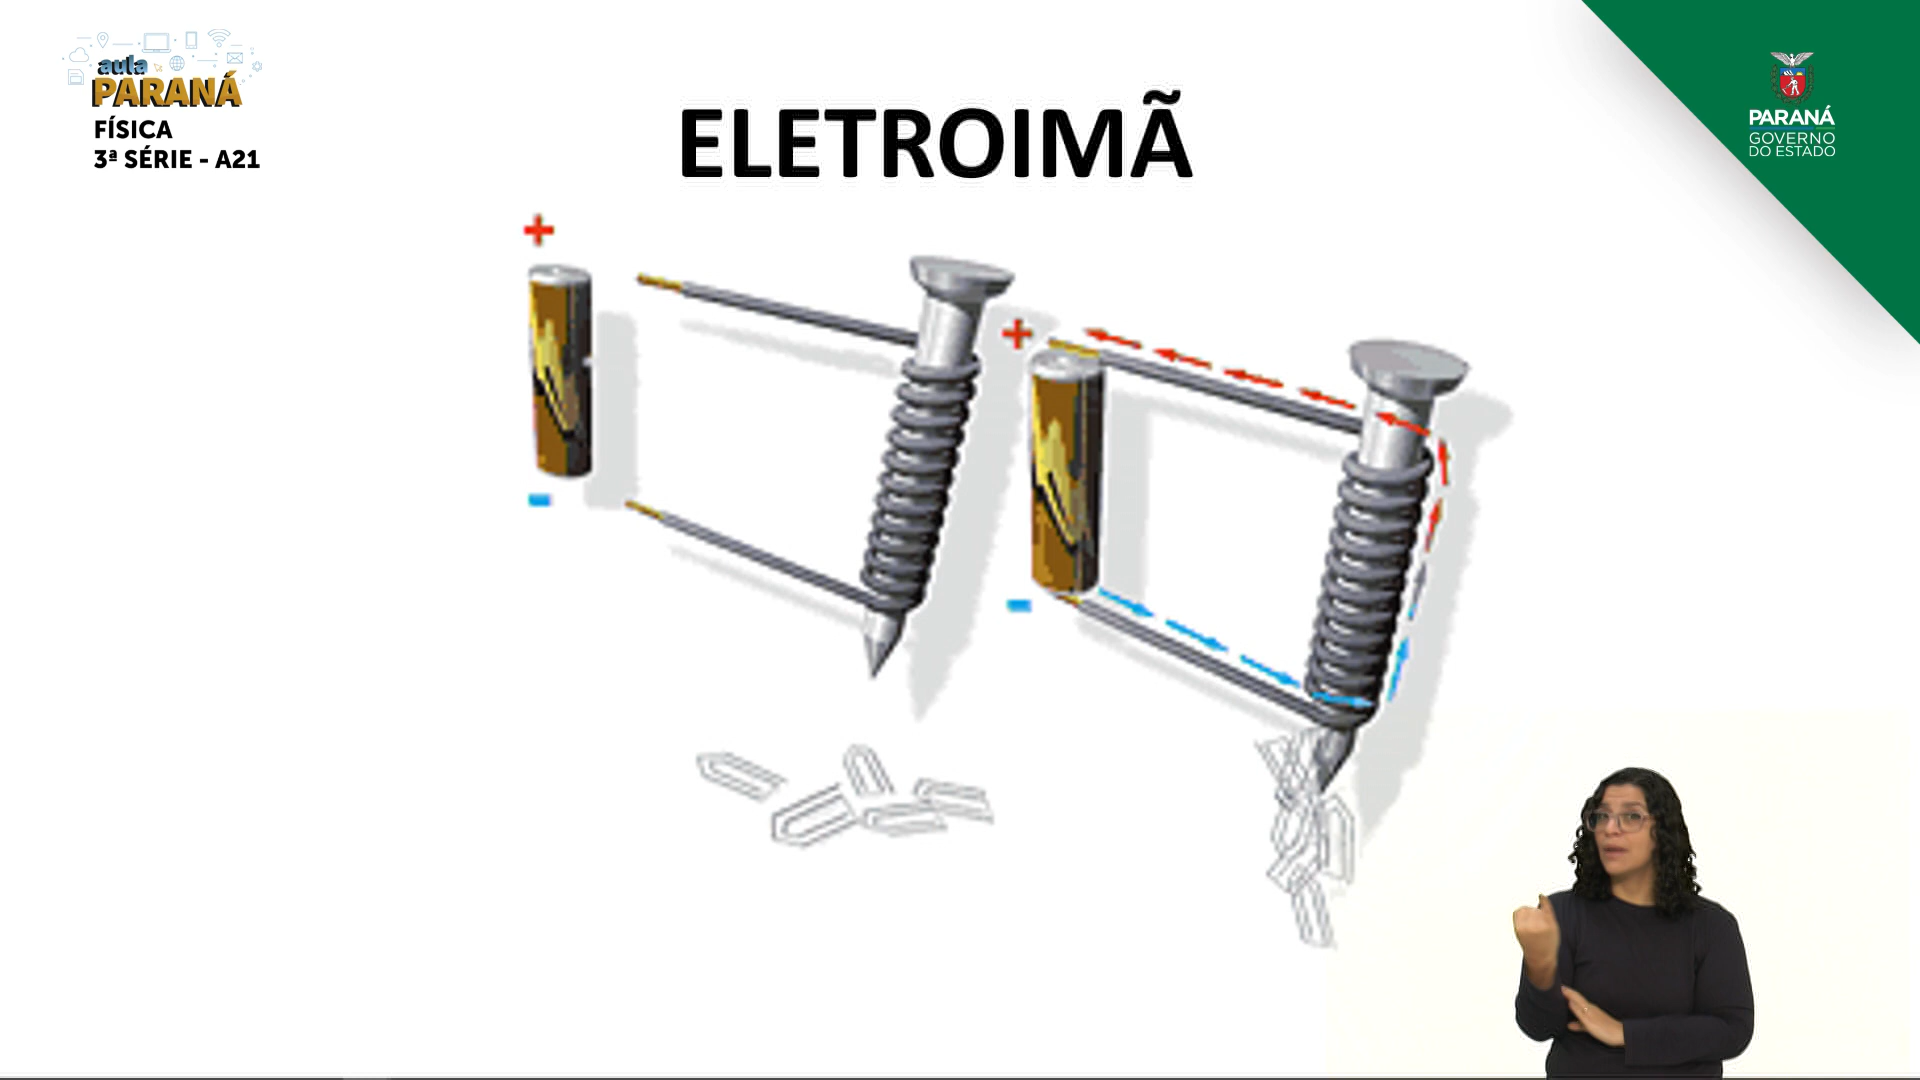 aula
PARANÁ
FÍSICA
3ª SÉRIE - A21
ELETROIMÃ
PARANÁ
GOVERNO
DO ESTADO
+
-
+
-